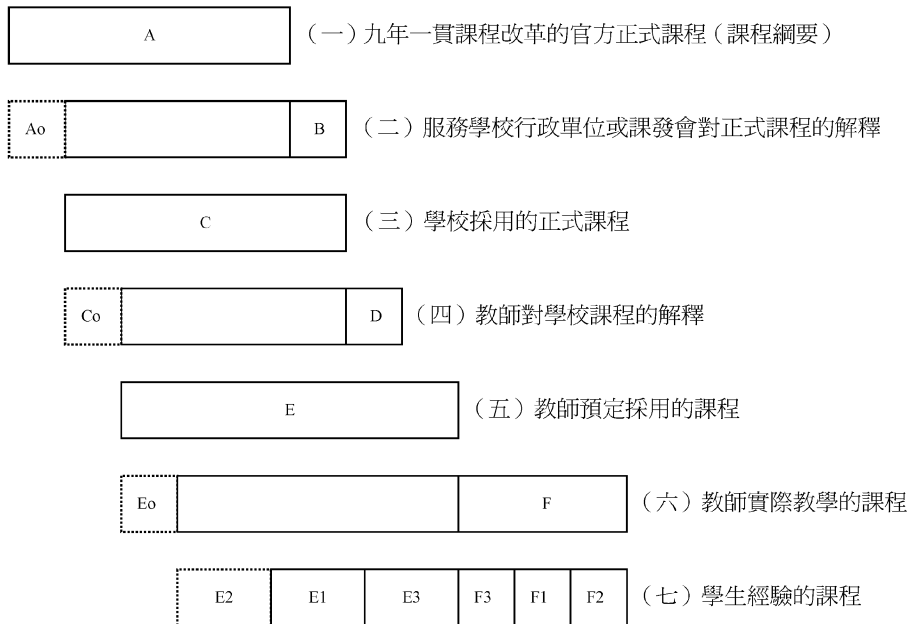 A （一）九年一貫課程改革的官方正式課程（課程綱要）
Ao B （二）服務學校行政單位或課發會對正式課程的解釋
C （三）學校採用的正式課程
Co D （四）教師對學校課程的解釋
E （五）教師預定採用的課程
Eo F （六）教師實際教學的課程
E2 E1 E3 F3 F1 F2 （七）學生經驗的課程